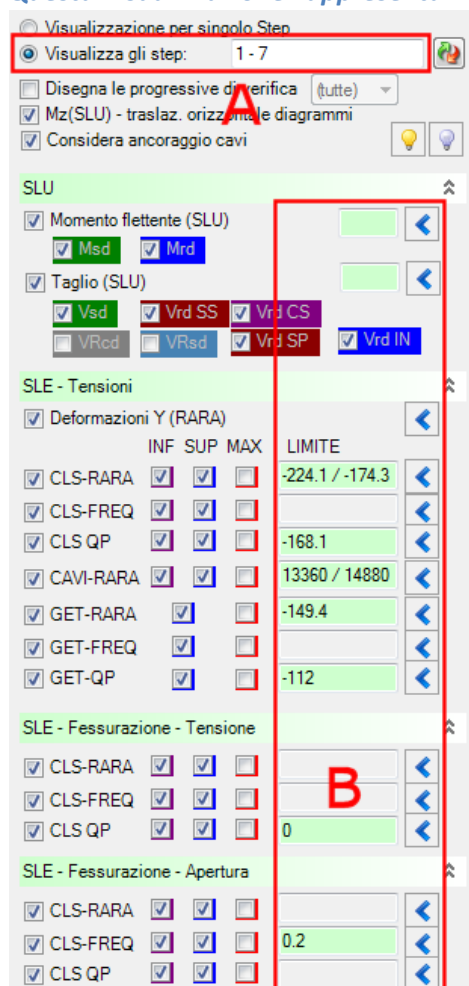 Visualizzazione per singolo Step
Visualizza gli step: 1 - 7
Disegna le progressive di verifica (tutte)
A
Mz(SLU) - traslaz. orizzontale diagrammi
Considera ancoraggio cavi
SLU
Momento flettente (SLU)
Msd Mrd
Taglio (SLU)
Vsd Vrd SS Vrd CS
VRcd VRsd Vrd SP Vrd IN
SLE - Tensioni
Deformazioni Y (RARA)
INF SUP MAX LIMITE
CLS-RARA -224.1 / -174.3
CLS-FREQ
CLS QP -168.1
CAVI-RARA 13360 / 14880
GET-RARA -149.4
GET-FREQ
GET-QP -112
SLE - Fessurazione - Tensione
CLS-RARA
B
CLS-FREQ
CLS QP 0
SLE - Fessurazione - Apertura
CLS-RARA
CLS-FREQ 0.2
CLS QP